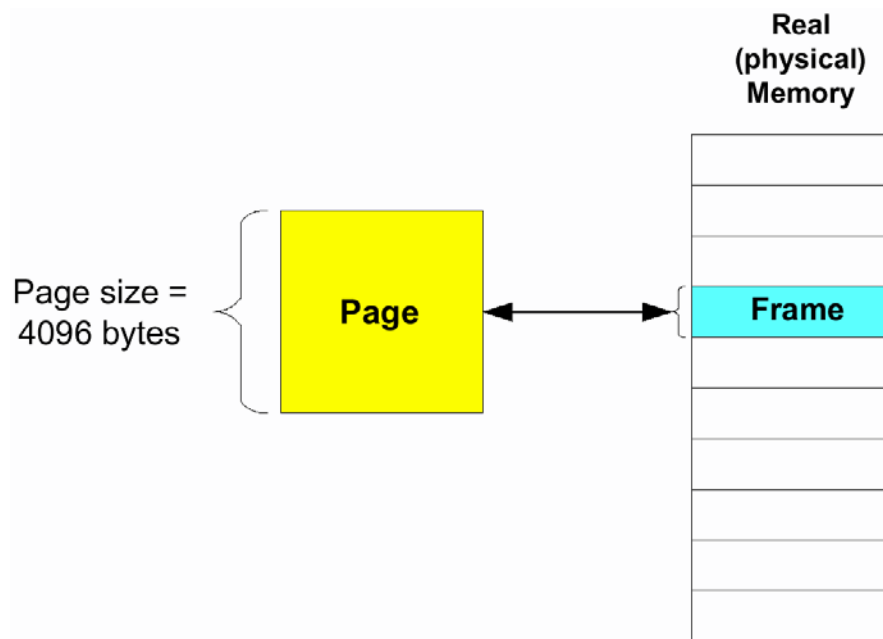 Real
(physical)
Memory
Page size =
4096 bytes
Page
Frame